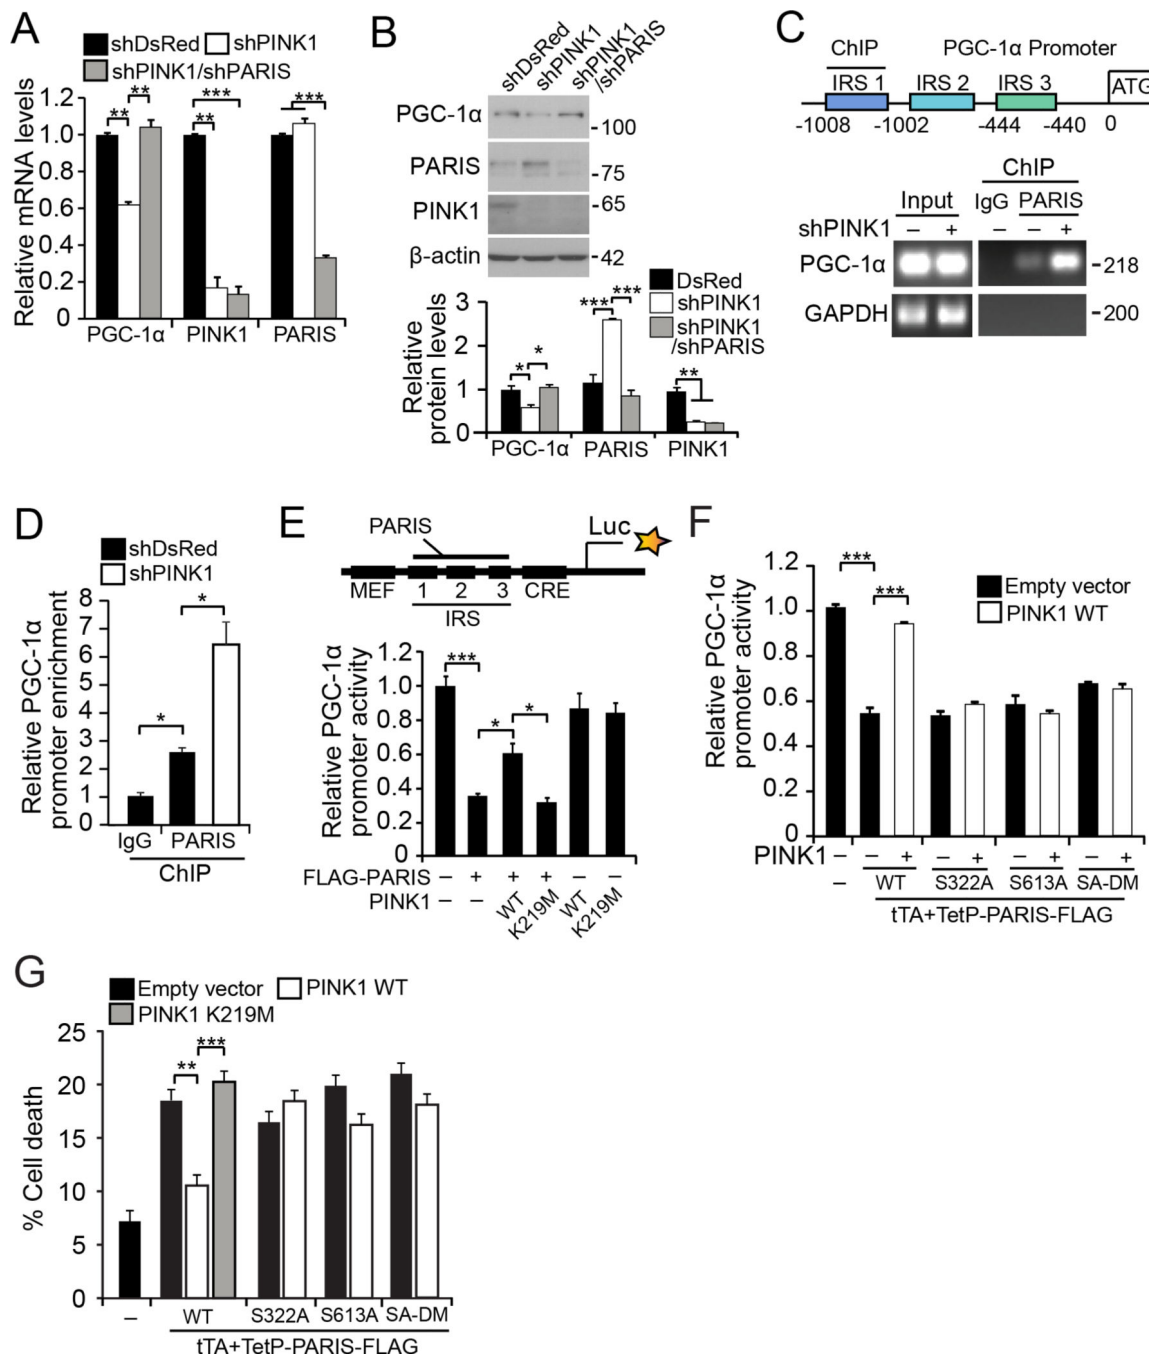 A
shDsRed shPINK1
shPINK1/shPARIS
Relative mRNA levels
1.2
1.0
0.8
0.6
0.4
0.2
0
** ** *** ** ***
PGC-1α PINK1 PARIS
B
shDsRed
shPINK1
shPINK1
/shPARIS
PGC-1α
-100
PARIS
-75
PINK1
-65
β-actin
-42
DsRed
shPINK1
shPINK1
/shPARIS
Relative
protein levels
3
2
1
0
* * *** *** **
PGC-1α PARIS PINK1
C
ChIP PGC-1α Promoter
IRS 1 IRS 2 IRS 3 ATG
-1008 -1002 -444 -440 0
ChIP
Input IgG PARIS
shPINK1 – + – – +
PGC-1α
-218
GAPDH
-200
D
shDsRed
shPINK1
Relative PGC-1α
promoter enrichment
8
7
6
5
4
3
2
1
0
* *
IgG PARIS
ChIP
E
PARIS
Luc
MEF 1 2 3 CRE
IRS
Relative PGC-1α
promoter activity
1.2
1.0
0.8
0.6
0.4
0.2
0
*** * *
FLAG-PARIS – + + + – –
PINK1 – – WT K219M WT K219M
F
Empty vector
PINK1 WT
Relative PGC-1α
promoter activity
1.2
1.0
0.8
0.6
0.4
0.2
0
*** ***
PINK1 – – + – + – + – +
– WT S322A S613A SA-DM
tTA+TetP-PARIS-FLAG
G
Empty vector PINK1 WT
PINK1 K219M
% Cell death
25
20
15
10
5
0
** ***
– WT S322A S613A SA-DM
tTA+TetP-PARIS-FLAG